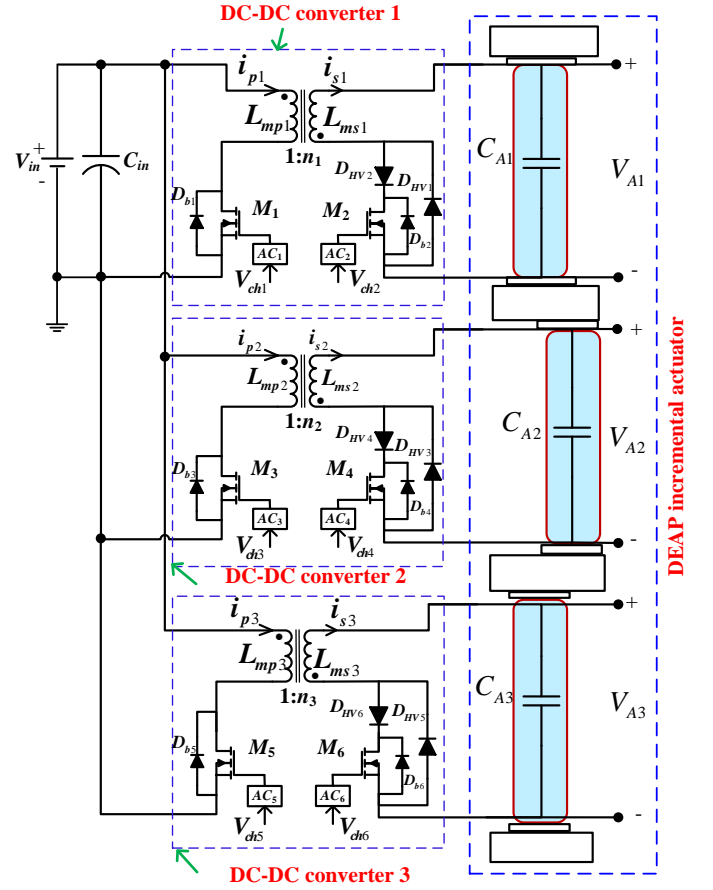 DC-DC converter 1
i_p1 i_s1 +
L_mp1 L_ms1
V_in + - C_in
1:n_1
D_HV2 D_HV1
C_A1 V_A1
D_b1 M_1 M_2 D_b2
AC_1 AC_2
V_ch1 V_ch2 -
i_p2 i_s2 +
L_mp2 L_ms2
1:n_2
D_HV4 D_HV3
C_A2 V_A2
D_b3 M_3 M_4 D_b4
AC_3 AC_4
V_ch3 V_ch4 -
DC-DC converter 2
DEAP incremental actuator
i_p3 i_s3 +
L_mp3 L_ms3
1:n_3
D_HV6 D_HV5
C_A3 V_A3
D_b5 M_5 M_6 D_b6
AC_5 AC_6
V_ch5 V_ch6 -
DC-DC converter 3